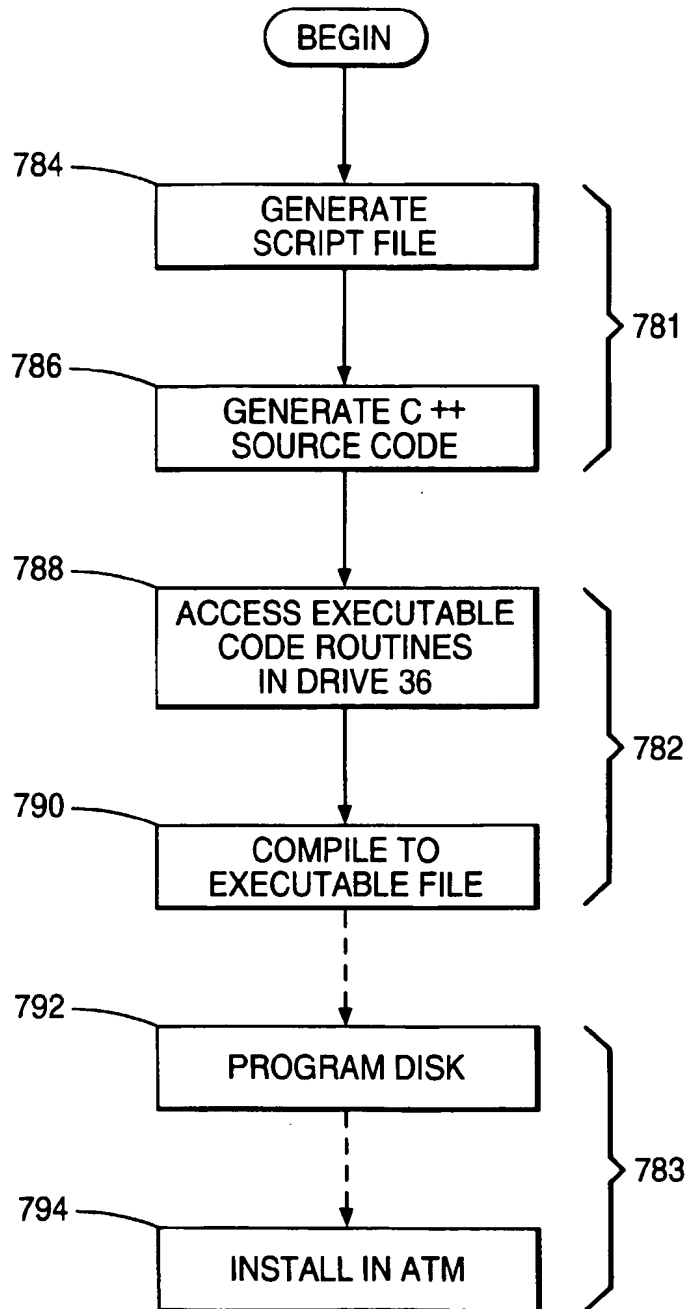 BEGIN
784
GENERATE
SCRIPT FILE
781
786
GENERATE C ++
SOURCE CODE
788
ACCESS EXECUTABLE
CODE ROUTINES
IN DRIVE 36
782
790
COMPILE TO
EXECUTABLE FILE
792
PROGRAM DISK
783
794
INSTALL IN ATM